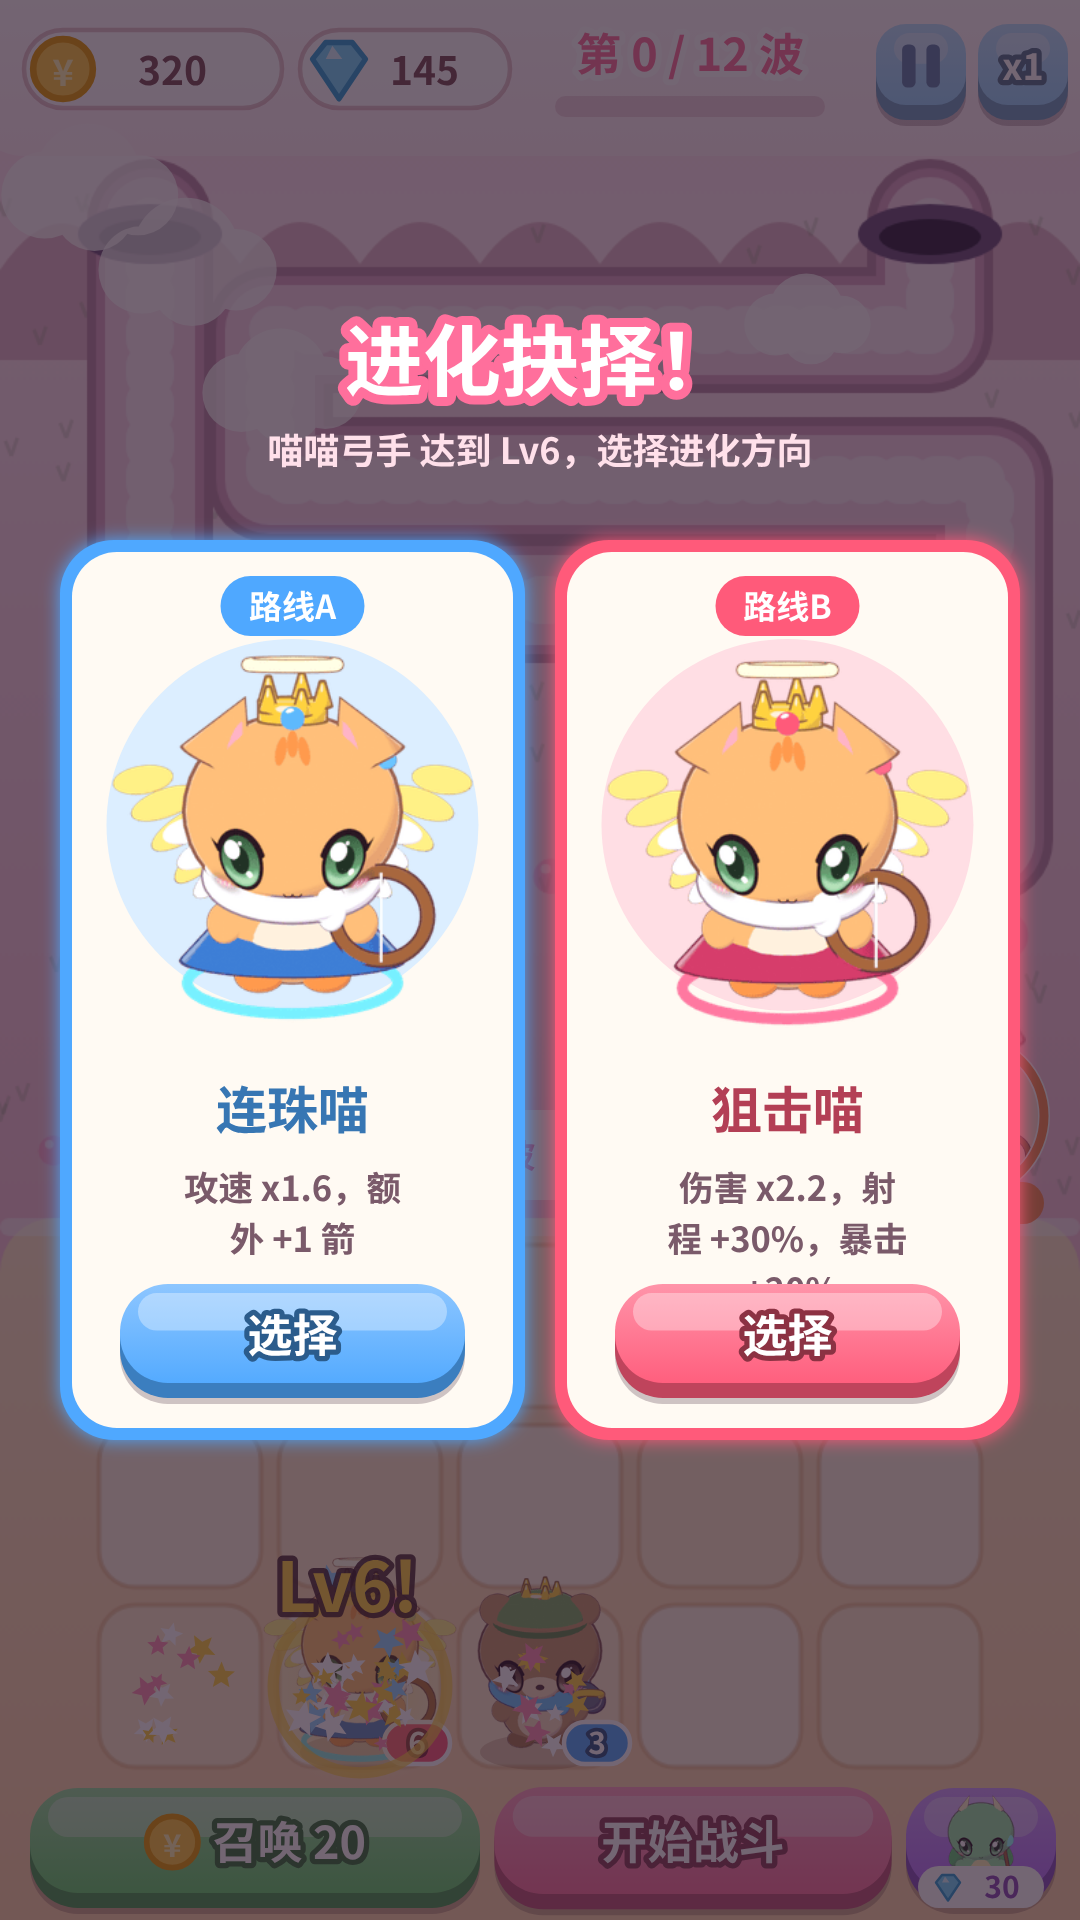 320
145
第 0 / 12 波
x1
进化抉择!
喵喵弓手 达到 Lv6，选择进化方向
路线A
路线B
连珠喵
狙击喵
攻速 x1.6，额
外 +1 箭
伤害 x2.2，射
程 +30%，暴击
选择
选择
Lv6!
6
3
¥ 召唤 20
开始战斗
30